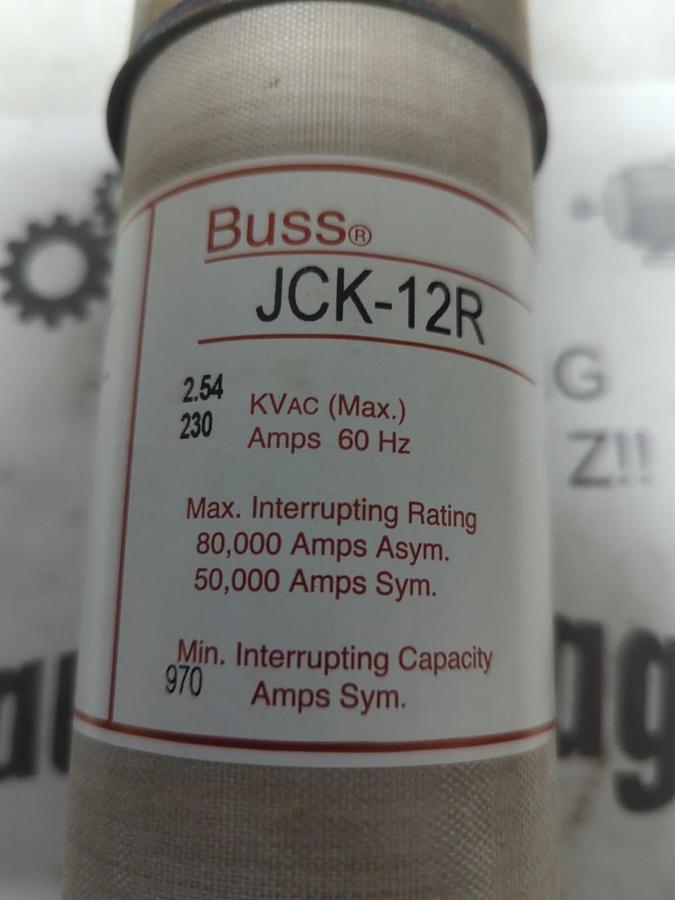 Buss®
JCK-12R
2.54 KVAC (Max.)
230 Amps 60 Hz
Max. Interrupting Rating
80,000 Amps Asym.
50,000 Amps Sym.
Min. Interrupting Capacity
970 Amps Sym.
G
Z!!
ag